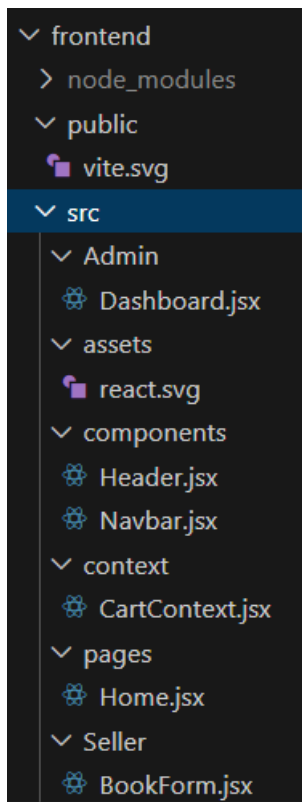 frontend
node_modules
public
vite.svg
src
Admin
Dashboard.jsx
assets
react.svg
components
Header.jsx
Navbar.jsx
context
CartContext.jsx
pages
Home.jsx
Seller
BookForm.jsx